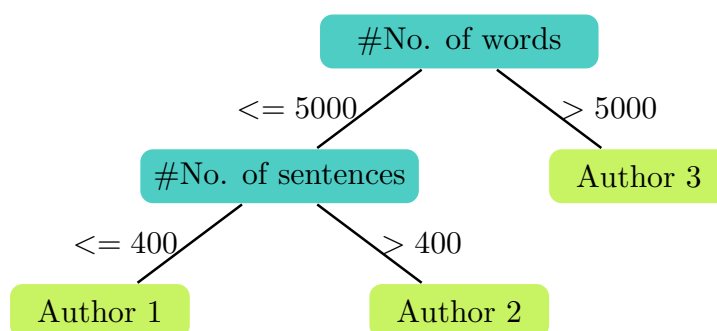 #No. of words
<= 5000
> 5000
#No. of sentences
Author 3
<= 400
> 400
Author 1
Author 2